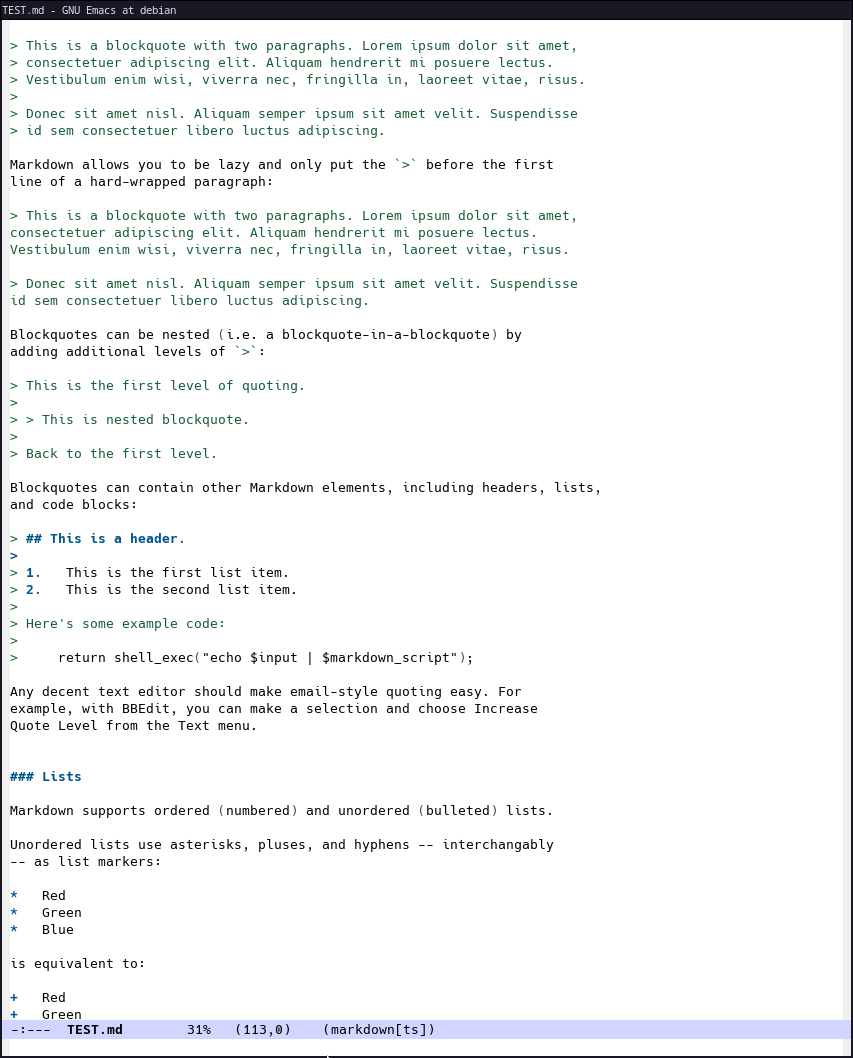 TEST.md - GNU Emacs at debian
> This is a blockquote with two paragraphs. Lorem ipsum dolor sit amet,
> consectetuer adipiscing elit. Aliquam hendrerit mi posuere lectus.
> Vestibulum enim wisi, viverra nec, fringilla in, laoreet vitae, risus.
>
> Donec sit amet nisl. Aliquam semper ipsum sit amet velit. Suspendisse
> id sem consectetuer libero luctus adipiscing.
Markdown allows you to be lazy and only put the `>` before the first
line of a hard-wrapped paragraph:
> This is a blockquote with two paragraphs. Lorem ipsum dolor sit amet,
consectetuer adipiscing elit. Aliquam hendrerit mi posuere lectus.
Vestibulum enim wisi, viverra nec, fringilla in, laoreet vitae, risus.
> Donec sit amet nisl. Aliquam semper ipsum sit amet velit. Suspendisse
id sem consectetuer libero luctus adipiscing.
Blockquotes can be nested (i.e. a blockquote-in-a-blockquote) by
adding additional levels of `>`:
> This is the first level of quoting.
>
> > This is nested blockquote.
>
> Back to the first level.
Blockquotes can contain other Markdown elements, including headers, lists,
and code blocks:
> ## This is a header.
>
> 1.   This is the first list item.
> 2.   This is the second list item.
>
> Here's some example code:
>
>     return shell_exec("echo $input | $markdown_script");
Any decent text editor should make email-style quoting easy. For
example, with BBEdit, you can make a selection and choose Increase
Quote Level from the Text menu.
### Lists
Markdown supports ordered (numbered) and unordered (bulleted) lists.
Unordered lists use asterisks, pluses, and hyphens -- interchangably
-- as list markers:
*   Red
*   Green
*   Blue
is equivalent to:
+   Red
+   Green
-:---  TEST.md        31%   (113,0)    (markdown[ts])